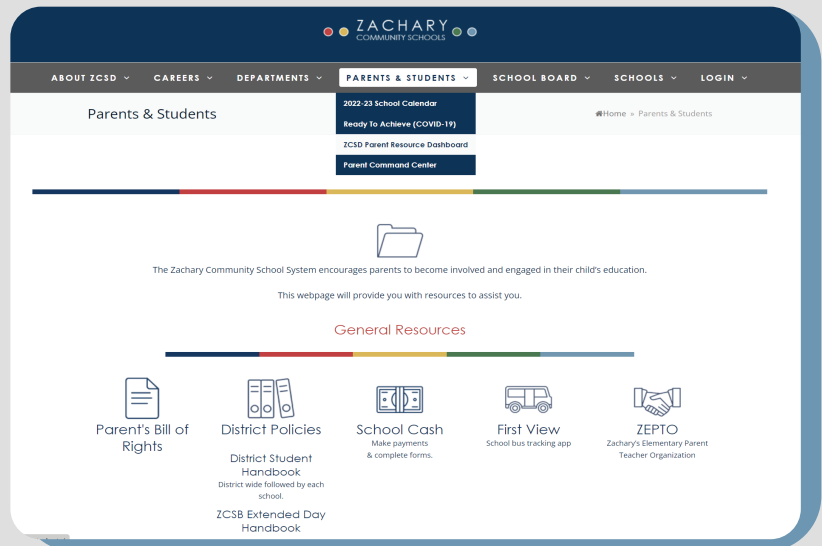 ZACHARY
COMMUNITY SCHOOLS
ABOUT ZCSD CAREERS DEPARTMENTS PARENTS & STUDENTS SCHOOL BOARD SCHOOLS LOGIN
2022-23 School Calendar
Ready To Achieve (COVID-19)
ZCSD Parent Resource Dashboard
Parent Command Center
Parents & Students
Home » Parents & Students
The Zachary Community School System encourages parents to become involved and engaged in their child's education.
This webpage will provide you with resources to assist you.
General Resources
Parent's Bill of
Rights
District Policies
District Student
Handbook
District wide followed by each
school.
ZCSB Extended Day
Handbook
School Cash
Make payments
& complete forms.
First View
School bus tracking app
ZEPTO
Zachary's Elementary Parent
Teacher Organization